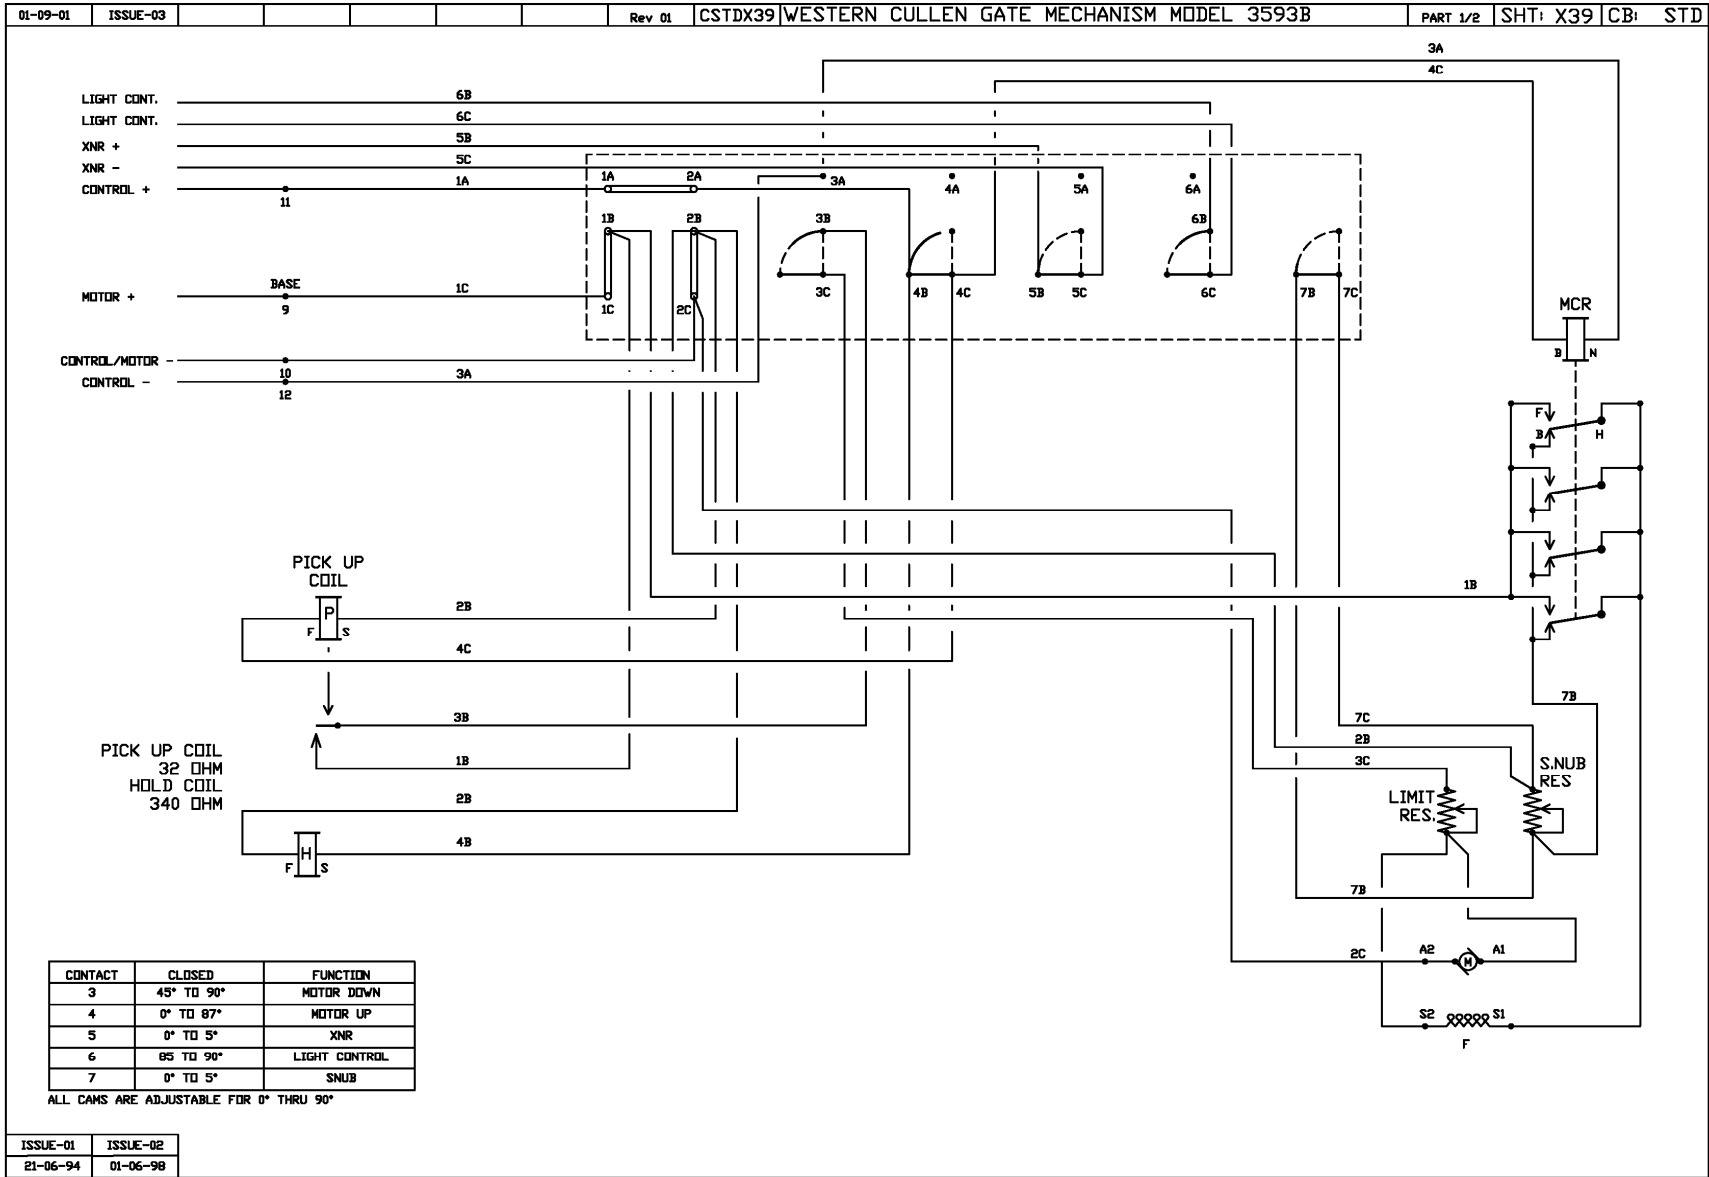 01-09-01 ISSUE-03 Rev 01 CSTDX39 WESTERN CULLEN GATE MECHANISM MODEL 3593B PART 1/2 SHT: X39 CB: STD
3A
4C
LIGHT CONT. 6B
LIGHT CONT. 6C
XNR + 5B
XNR - 5C
CONTROL + 1A 1A 2A 3A 4A 5A 6A
11
1B 2B 3B 6B
BASE
MOTOR + 1C 3C 4B 4C 5B 5C 6C 7B 7C
9 1C 2C
MCR
B N
CONTROL/MOTOR -
10
CONTROL - 3A
12
F
B H
PICK UP
COIL
1B
P 2B
F S
4C
7B
3B 7C
2B
PICK UP COIL
32 OHM
HOLD COIL
340 OHM
1B 3C
S.NUB
RES
LIMIT
RES.
2B
4B
H
F S
7B
2C A2 M A1
S2 S1
F
CONTACT CLOSED FUNCTION
3 45° TO 90° MOTOR DOWN
4 0° TO 87° MOTOR UP
5 0° TO 5° XNR
6 85 TO 90° LIGHT CONTROL
7 0° TO 5° SNUB
ALL CAMS ARE ADJUSTABLE FOR 0° THRU 90°
ISSUE-01 ISSUE-02
21-06-94 01-06-98